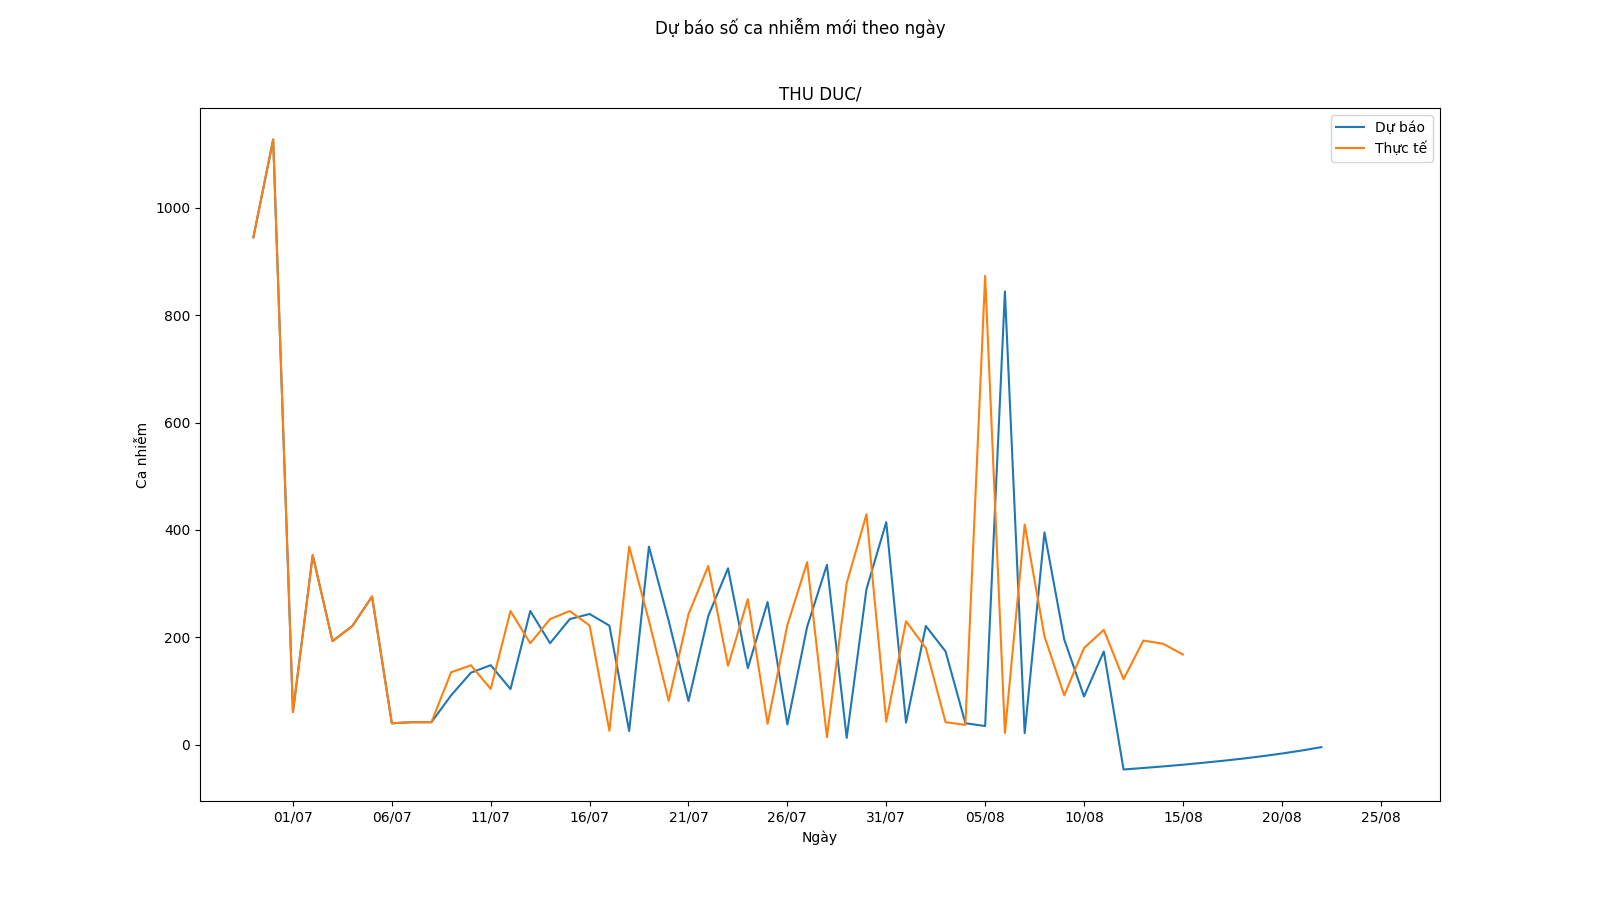 Dự báo số ca nhiễm mới theo ngày
THU DUC/
Dự báo
Thực tế
1000
800
600
400
200
0
Ca nhiễm
01/07 06/07 11/07 16/07 21/07 26/07 31/07 05/08 10/08 15/08 20/08 25/08
Ngày